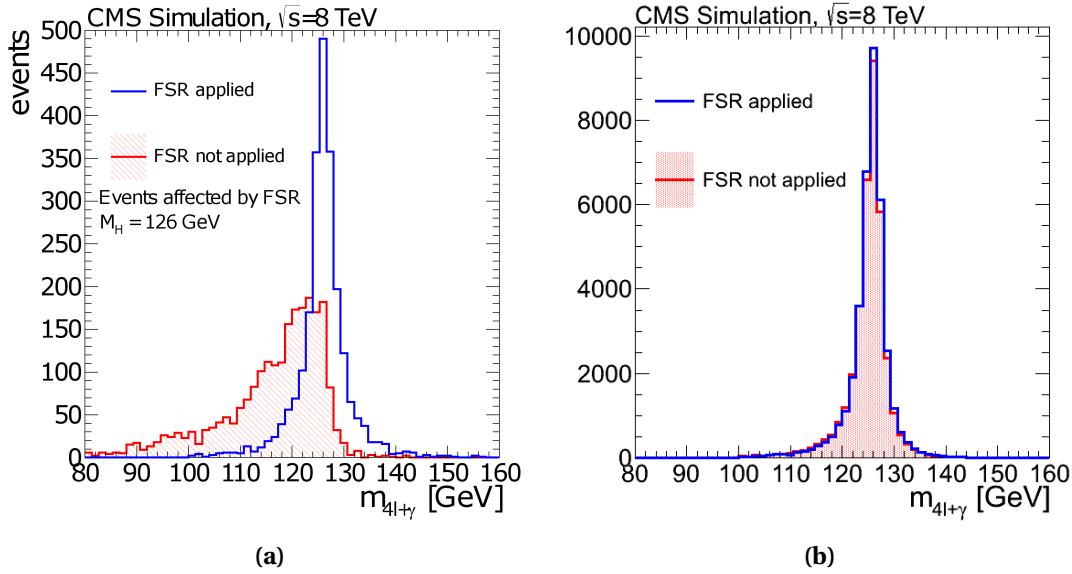 CMS Simulation, √s=8 TeV
events
500
450
400
350
300
250
200
150
100
50
0
FSR applied
FSR not applied
Events affected by FSR
M_H = 126 GeV
80 90 100 110 120 130 140 150 160
m_4l+γ [GeV]
(a)
CMS Simulation, √s=8 TeV
10000
8000
6000
4000
2000
0
FSR applied
FSR not applied
80 90 100 110 120 130 140 150 160
m_4l+γ [GeV]
(b)